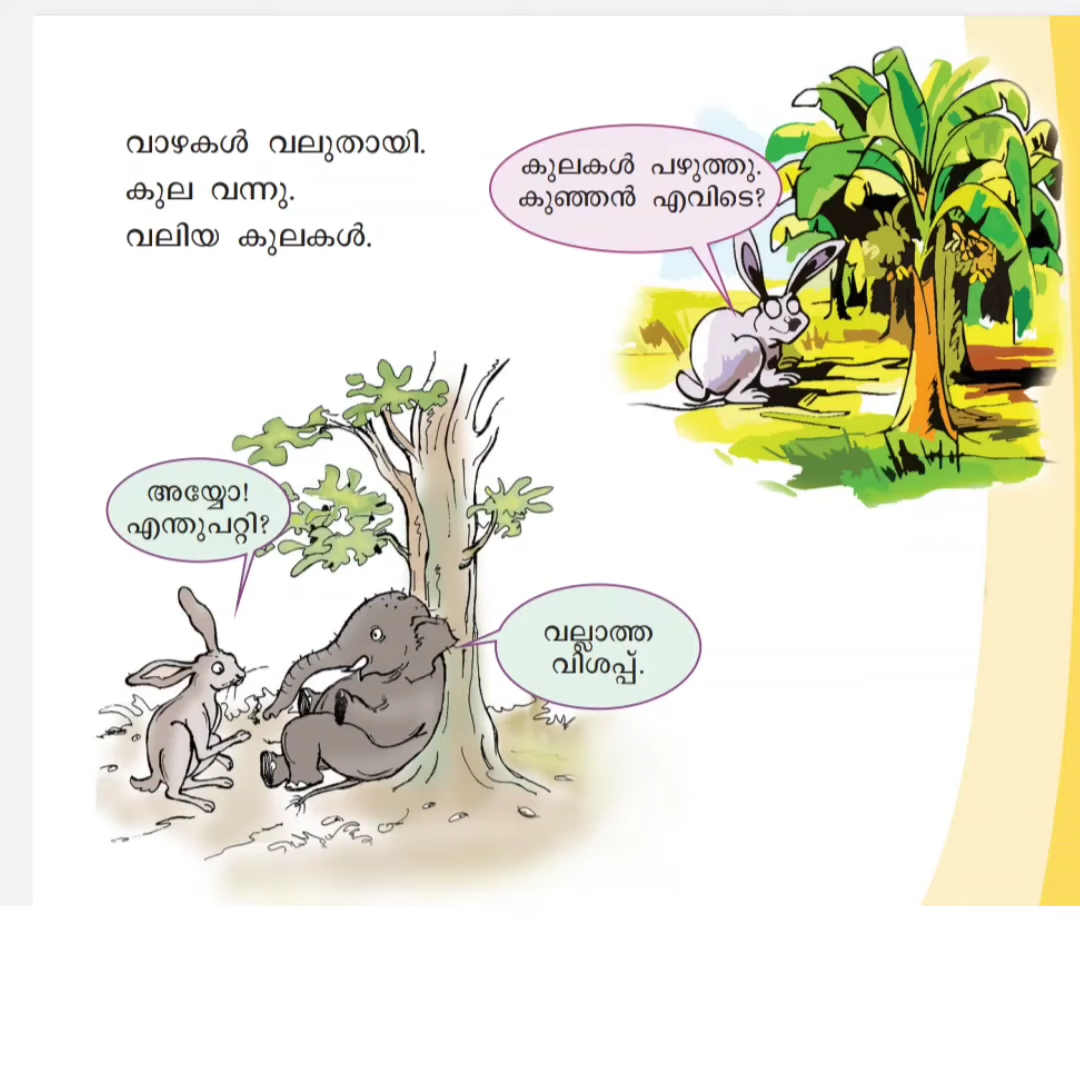 വാഴകൾ വലുതായി.
കുല വന്നു.
വലിയ കുലകൾ.
കുലകൾ പഴുത്തു.
കുഞ്ഞൻ എവിടെ?
അയ്യോ!
എന്തുപറ്റി?
വല്ലാത്ത
വിശപ്പ്.